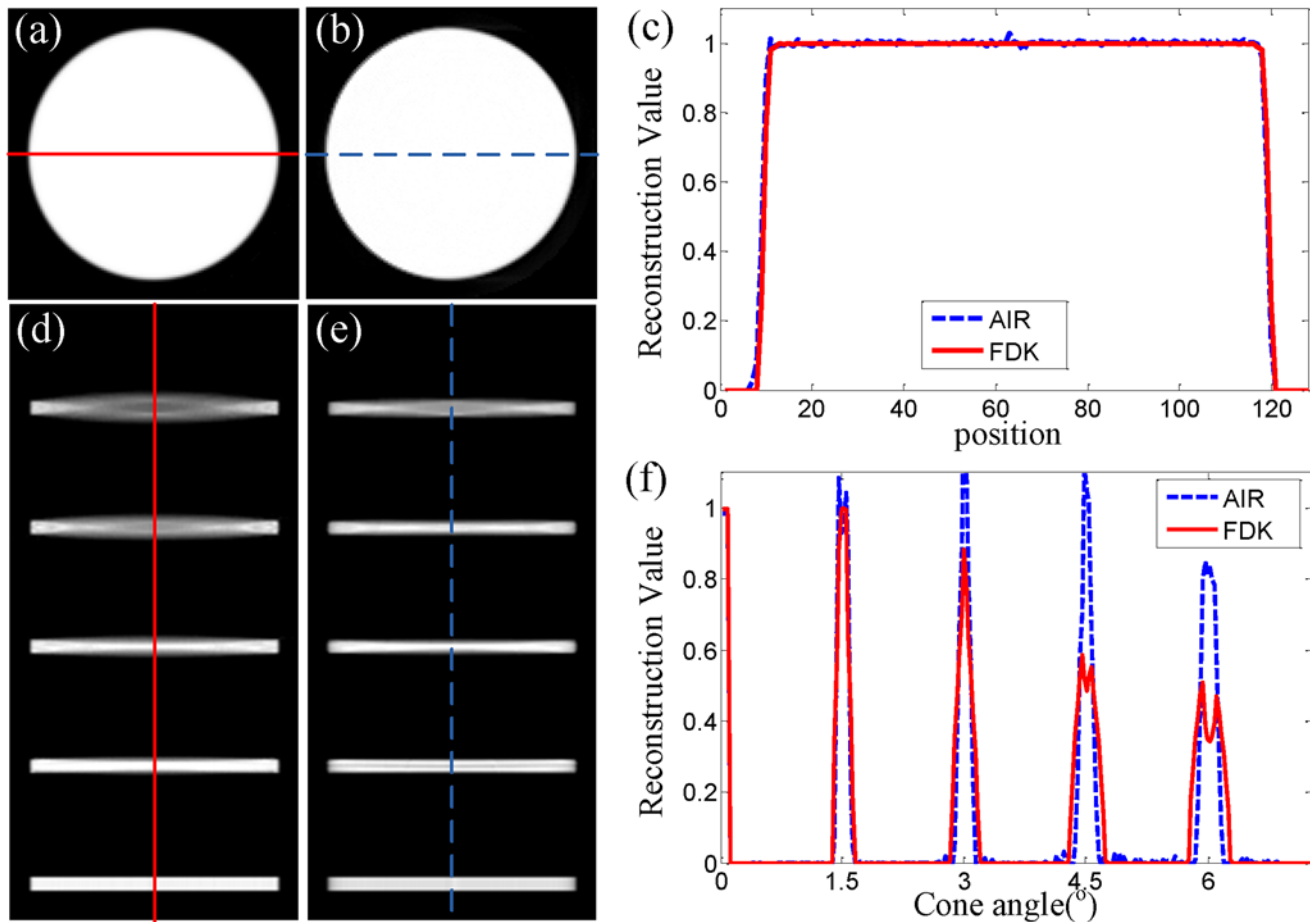 (a)
(b)
(c)
Reconstruction Value
1
0.8
0.6
0.4
0.2
0
AIR
FDK
0 20 40 60 80 100 120
position
(d)
(e)
(f)
Reconstruction Value
1
0.8
0.6
0.4
0.2
0
AIR
FDK
0 1.5 3 4.5 6
Cone angle(°)